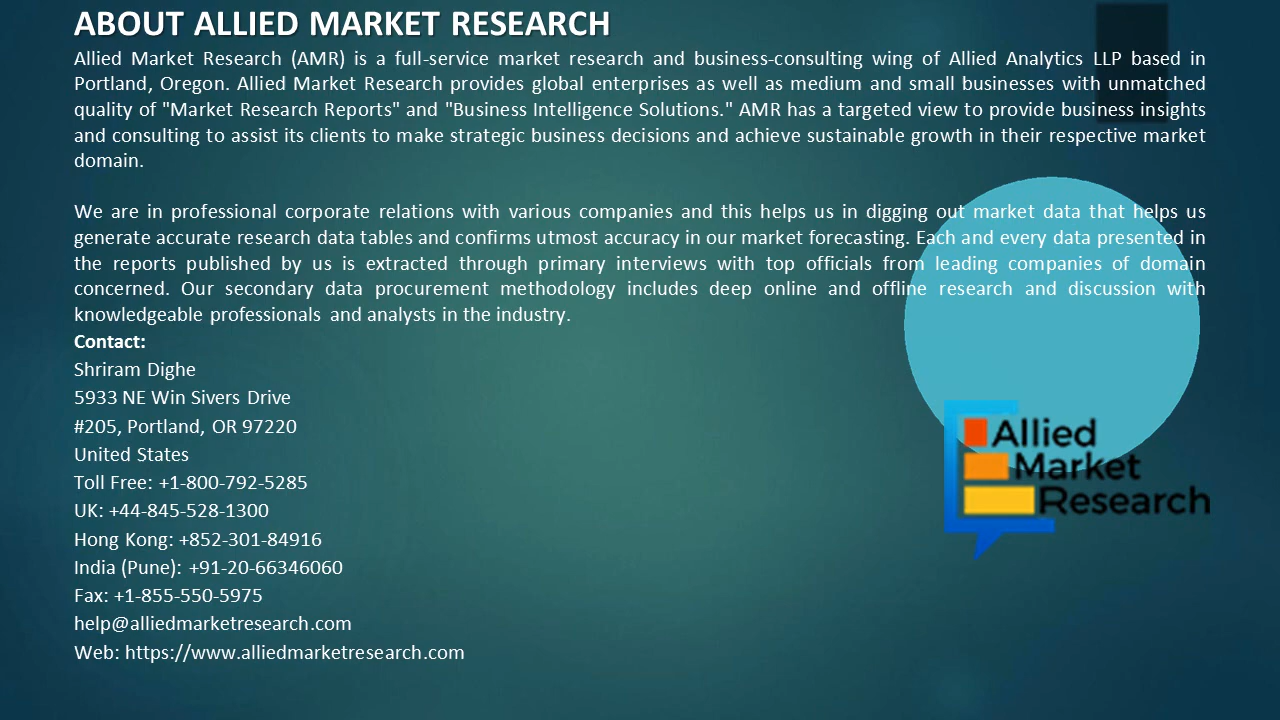 ABOUT ALLIED MARKET RESEARCH
Allied Market Research (AMR) is a full-service market research and business-consulting wing of Allied Analytics LLP based in
Portland, Oregon. Allied Market Research provides global enterprises as well as medium and small businesses with unmatched
quality of "Market Research Reports" and "Business Intelligence Solutions." AMR has a targeted view to provide business insights
and consulting to assist its clients to make strategic business decisions and achieve sustainable growth in their respective market
domain.
We are in professional corporate relations with various companies and this helps us in digging out market data that helps us
generate accurate research data tables and confirms utmost accuracy in our market forecasting. Each and every data presented in
the reports published by us is extracted through primary interviews with top officials from leading companies of domain
concerned. Our secondary data procurement methodology includes deep online and offline research and discussion with
knowledgeable professionals and analysts in the industry.
Contact:
Shriram Dighe
5933 NE Win Sivers Drive
#205, Portland, OR 97220
United States
Toll Free: +1-800-792-5285
UK: +44-845-528-1300
Hong Kong: +852-301-84916
India (Pune): +91-20-66346060
Fax: +1-855-550-5975
help@alliedmarketresearch.com
Web: https://www.alliedmarketresearch.com
Allied
Market
Research